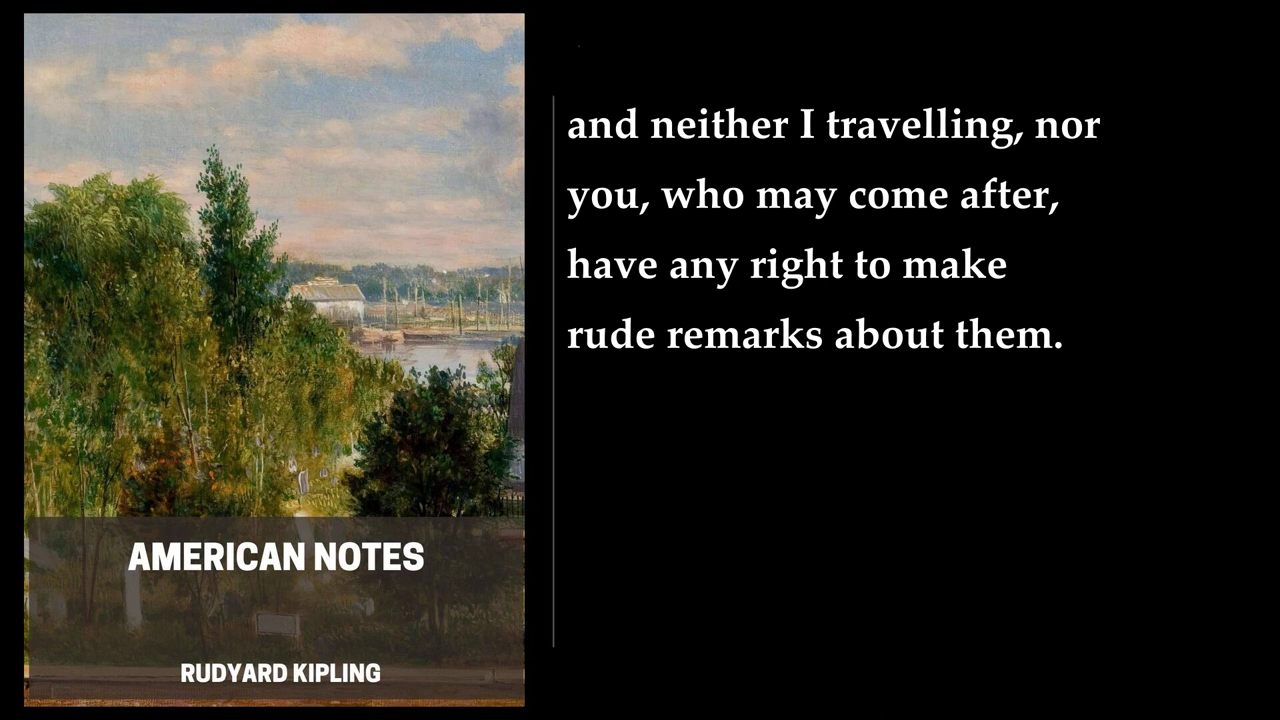 and neither I travelling, nor
you, who may come after,
have any right to make
rude remarks about them.
AMERICAN NOTES
RUDYARD KIPLING